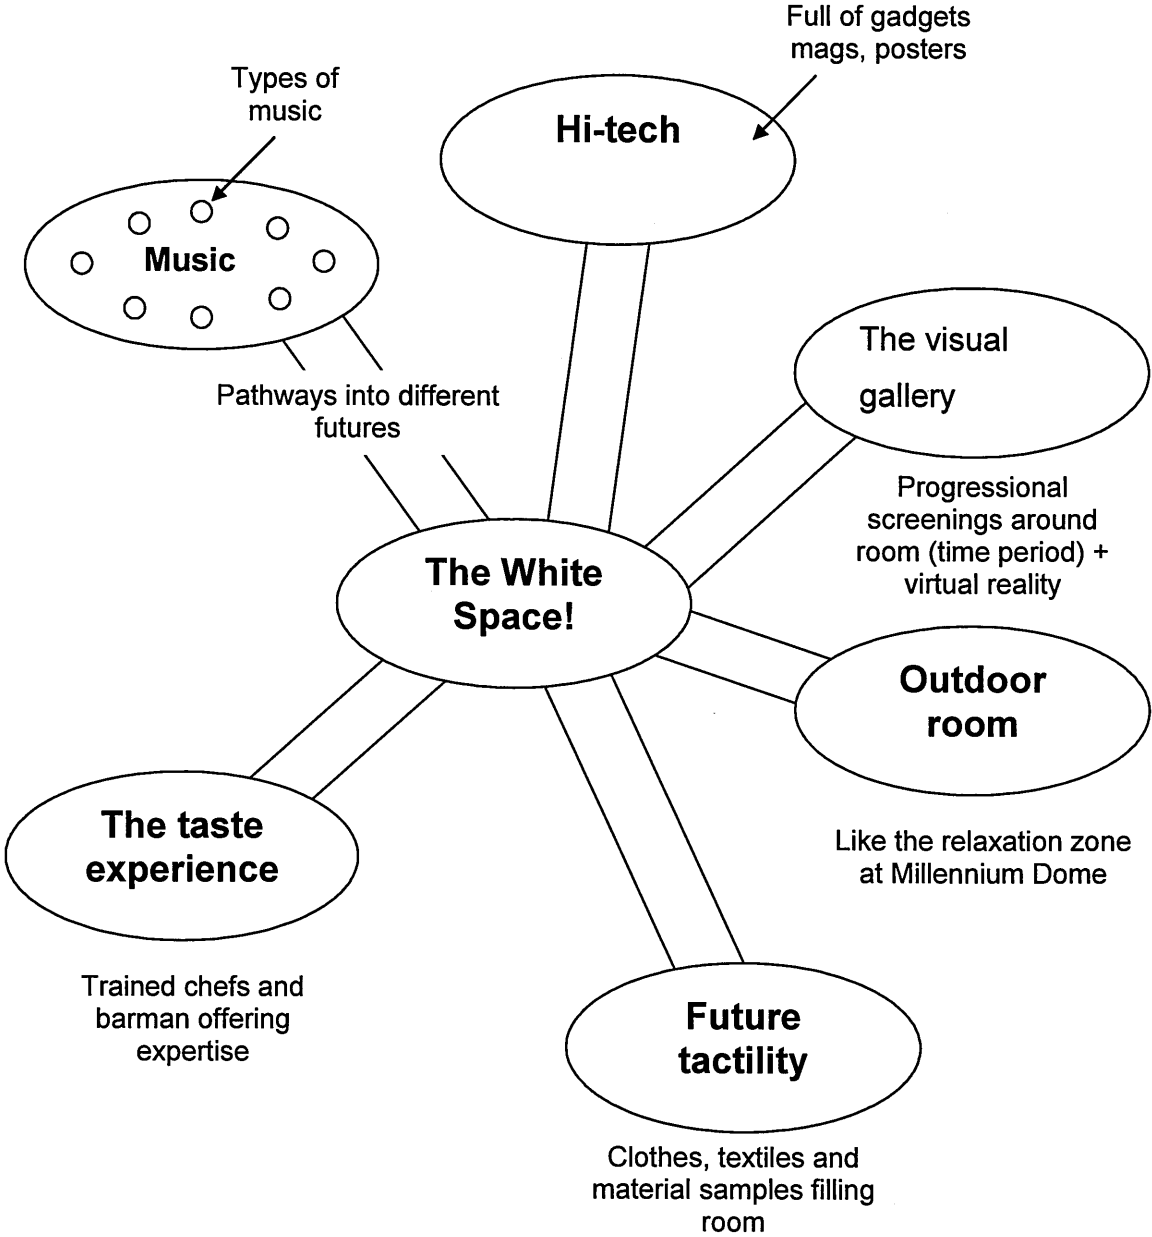 Full of gadgets
mags, posters
Types of
music
Hi-tech
Music
The visual
gallery
Pathways into different
futures
Progressional
screenings around
room (time period) +
virtual reality
The White
Space!
Outdoor
room
Like the relaxation zone
at Millennium Dome
The taste
experience
Trained chefs and
barman offering
expertise
Future
tactility
Clothes, textiles and
material samples filling
room